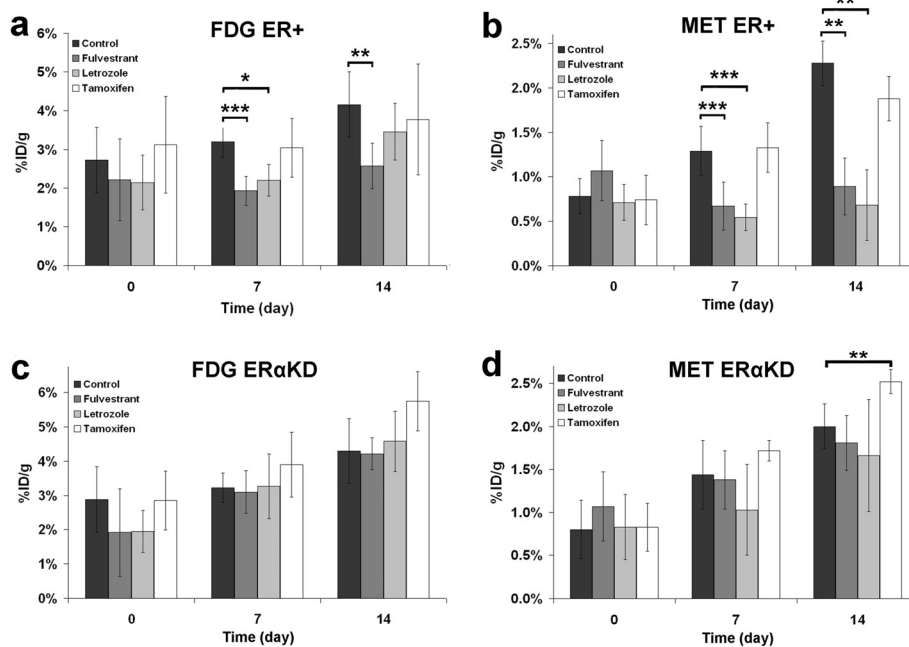 a
FDG ER+
6%
5%
4%
3%
2%
1%
0%
%ID/g
Control
Fulvestrant
Letrozole
Tamoxifen
*
***
**
0 7 14
Time (day)
b
MET ER+
2.5%
2.0%
1.5%
1.0%
0.5%
0.0%
%ID/g
Control
Fulvestrant
Letrozole
Tamoxifen
***
***
**
**
0 7 14
Time (day)
c
FDG ERαKD
6%
5%
4%
3%
2%
1%
0%
%ID/g
Control
Fulvestrant
Letrozole
Tamoxifen
0 7 14
Time (day)
d
MET ERαKD
2.5%
2.0%
1.5%
1.0%
0.5%
0.0%
%ID/g
Control
Fulvestrant
Letrozole
Tamoxifen
**
0 7 14
Time (day)